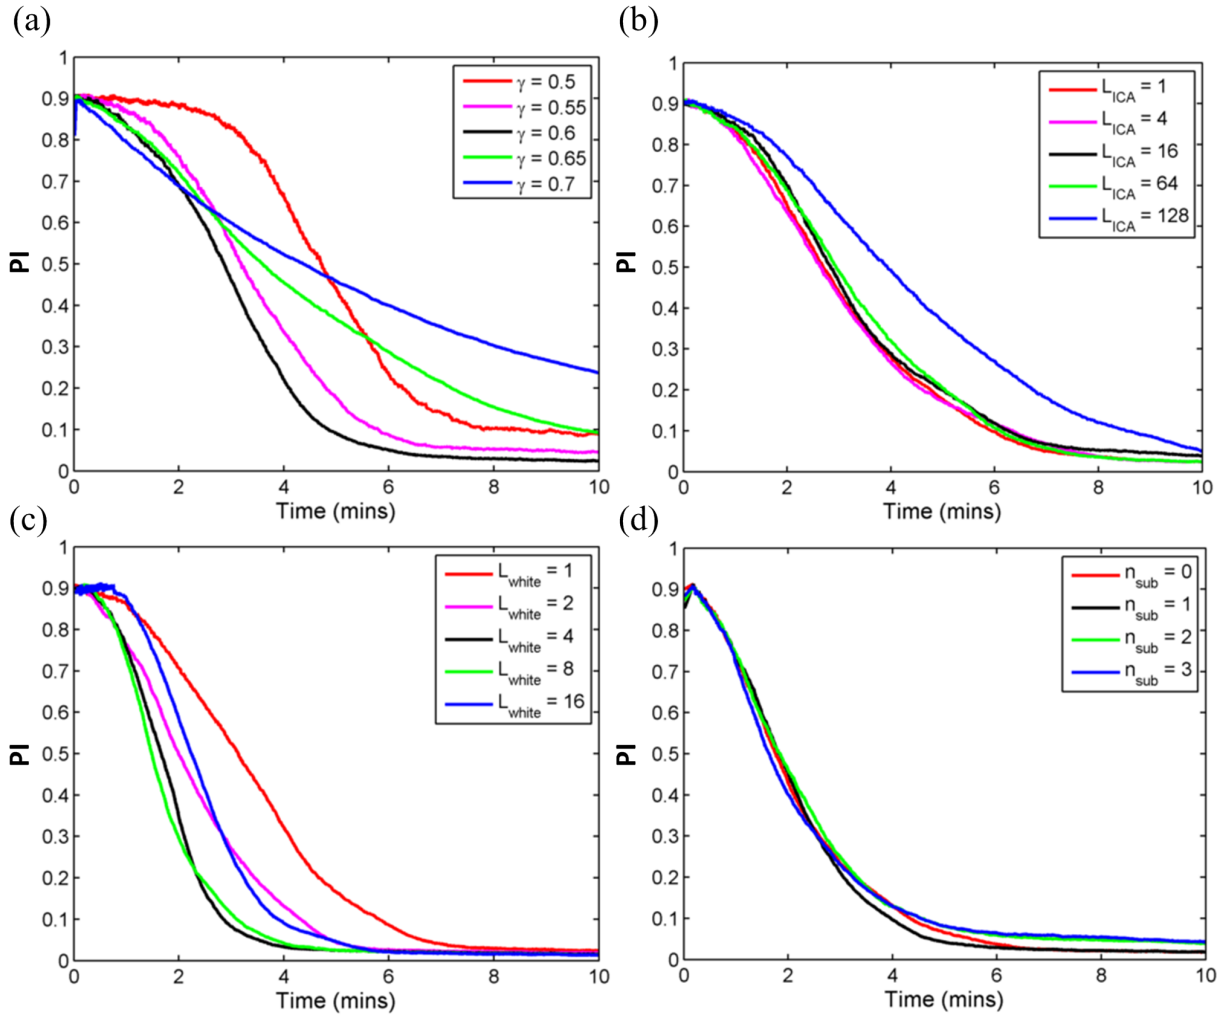 (a)
1
0.9
0.8
0.7
0.6
0.5
0.4
0.3
0.2
0.1
0
PI
γ = 0.5
γ = 0.55
γ = 0.6
γ = 0.65
γ = 0.7
0 2 4 6 8 10
Time (mins)
(b)
1
0.9
0.8
0.7
0.6
0.5
0.4
0.3
0.2
0.1
0
PI
L_ICA = 1
L_ICA = 4
L_ICA = 16
L_ICA = 64
L_ICA = 128
0 2 4 6 8 10
Time (mins)
(c)
1
0.9
0.8
0.7
0.6
0.5
0.4
0.3
0.2
0.1
0
PI
L_white = 1
L_white = 2
L_white = 4
L_white = 8
L_white = 16
0 2 4 6 8 10
Time (mins)
(d)
1
0.9
0.8
0.7
0.6
0.5
0.4
0.3
0.2
0.1
0
PI
n_sub = 0
n_sub = 1
n_sub = 2
n_sub = 3
0 2 4 6 8 10
Time (mins)